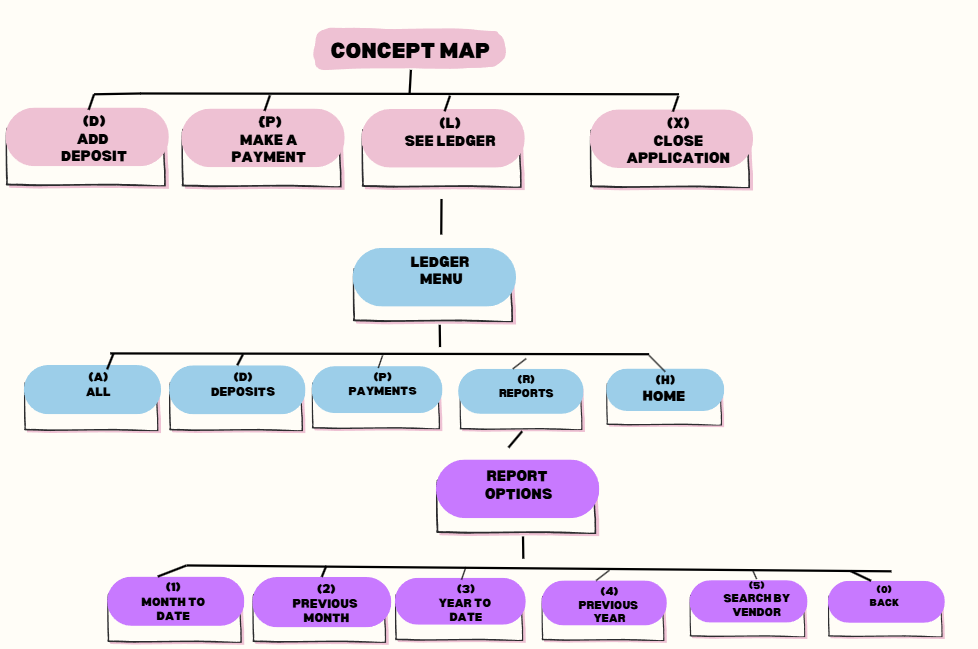 CONCEPT MAP
(D)
ADD
DEPOSIT
(P)
MAKE A
PAYMENT
(L)
SEE LEDGER
(X)
CLOSE
APPLICATION
LEDGER
MENU
(A)
ALL
(D)
DEPOSITS
(P)
PAYMENTS
(R)
REPORTS
(H)
HOME
REPORT
OPTIONS
(1)
MONTH TO
DATE
(2)
PREVIOUS
MONTH
(3)
YEAR TO
DATE
(4)
PREVIOUS
YEAR
(5)
SEARCH BY
VENDOR
(0)
BACK